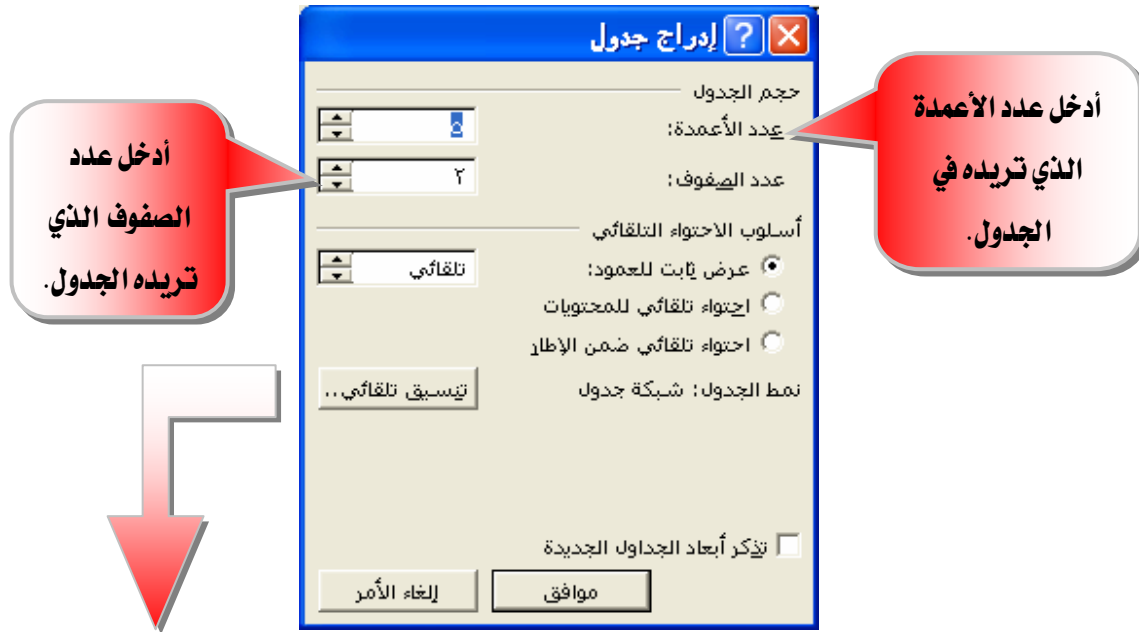 إدراج جدول
أدخل عدد الأعمدة
الذي تريده في
الجدول.
حجم الجدول
عدد الأعمدة:
٥
عدد الصفوف:
٢
أدخل عدد
الصفوف الذي
تريده الجدول.
أسلوب الاحتواء التلقائي
عرض ثابت للعمود:
تلقائي
احتواء تلقائي للمحتويات
احتواء تلقائي ضمن الإطار
نمط الجدول: شبكة جدول
تنسيق تلقائي..
تذكر أبعاد الجداول الجديدة
موافق
إلغاء الأمر